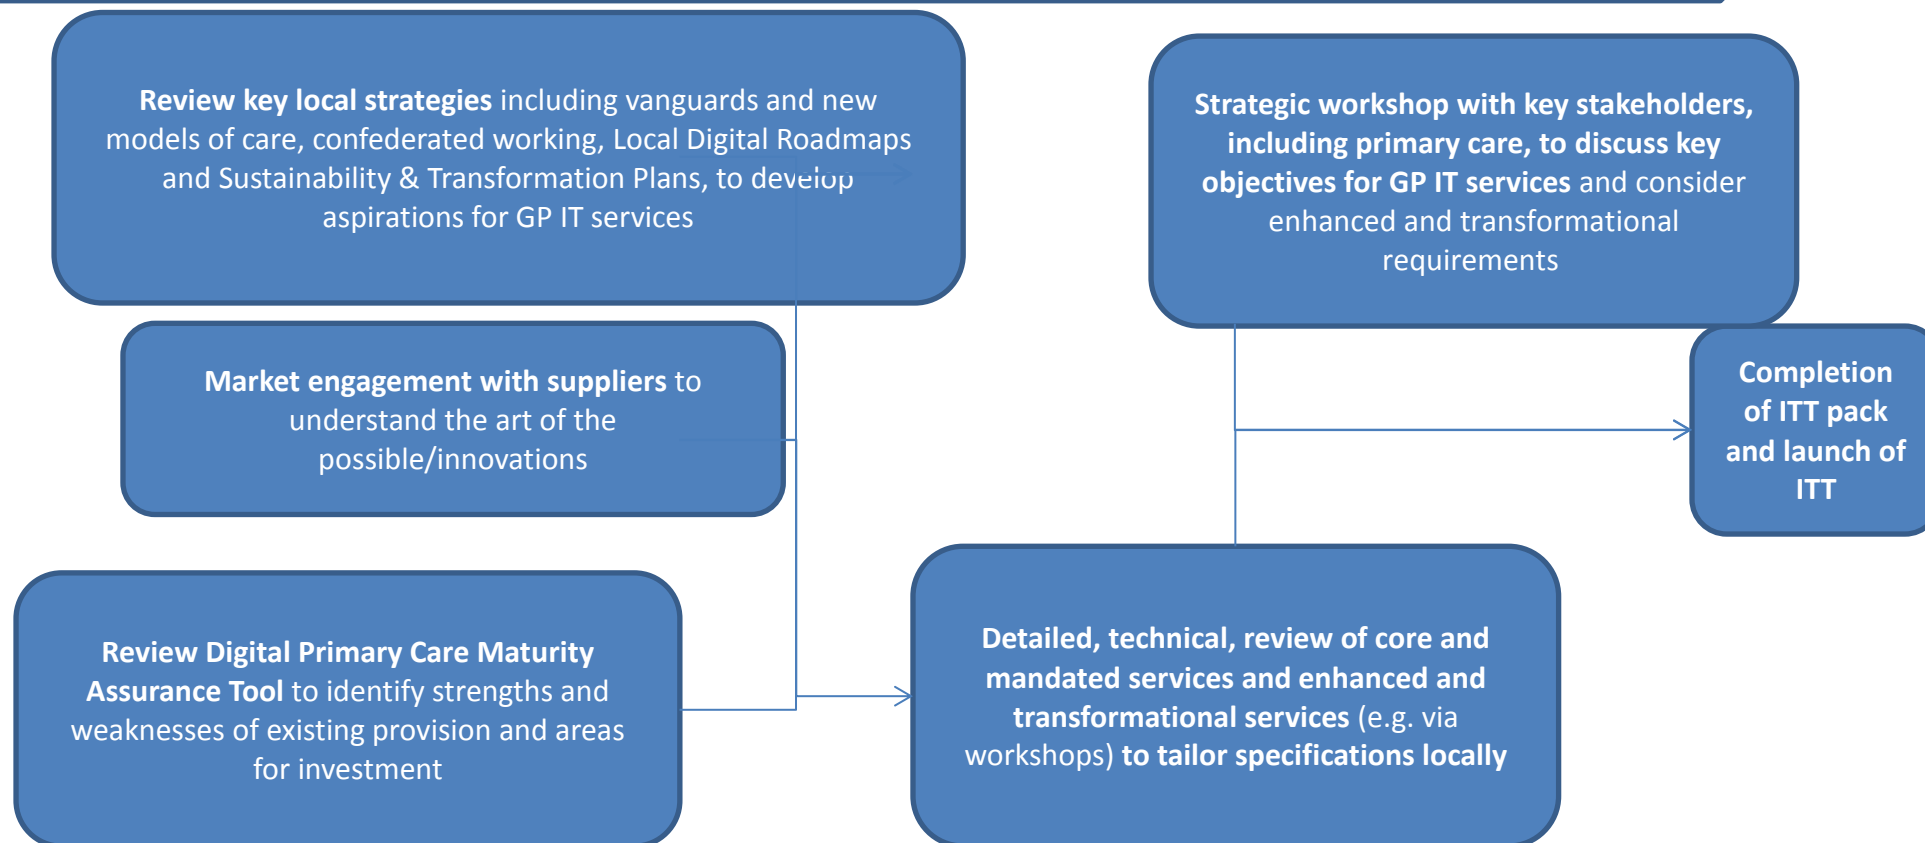 Review key local strategies including vanguards and new
models of care, confederated working, Local Digital Roadmaps
and Sustainability & Transformation Plans, to develop
aspirations for GP IT services
Market engagement with suppliers to
understand the art of the
possible/innovations
Review Digital Primary Care Maturity
Assurance Tool to identify strengths and
weaknesses of existing provision and areas
for investment
Strategic workshop with key stakeholders,
including primary care, to discuss key
objectives for GP IT services and consider
enhanced and transformational
requirements
Detailed, technical, review of core and
mandated services and enhanced and
transformational services (e.g. via
workshops) to tailor specifications locally
Completion
of ITT pack
and launch of
ITT